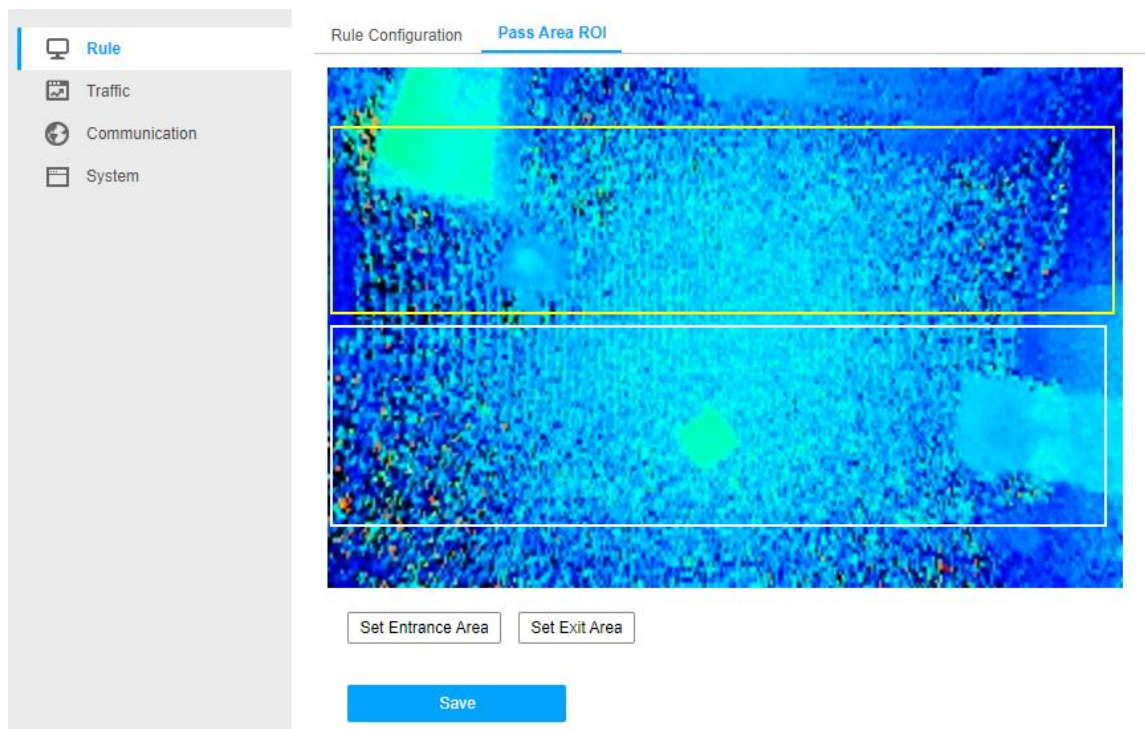 Rule
Traffic
Communication
System
Rule Configuration
Pass Area ROI
Set Entrance Area
Set Exit Area
Save